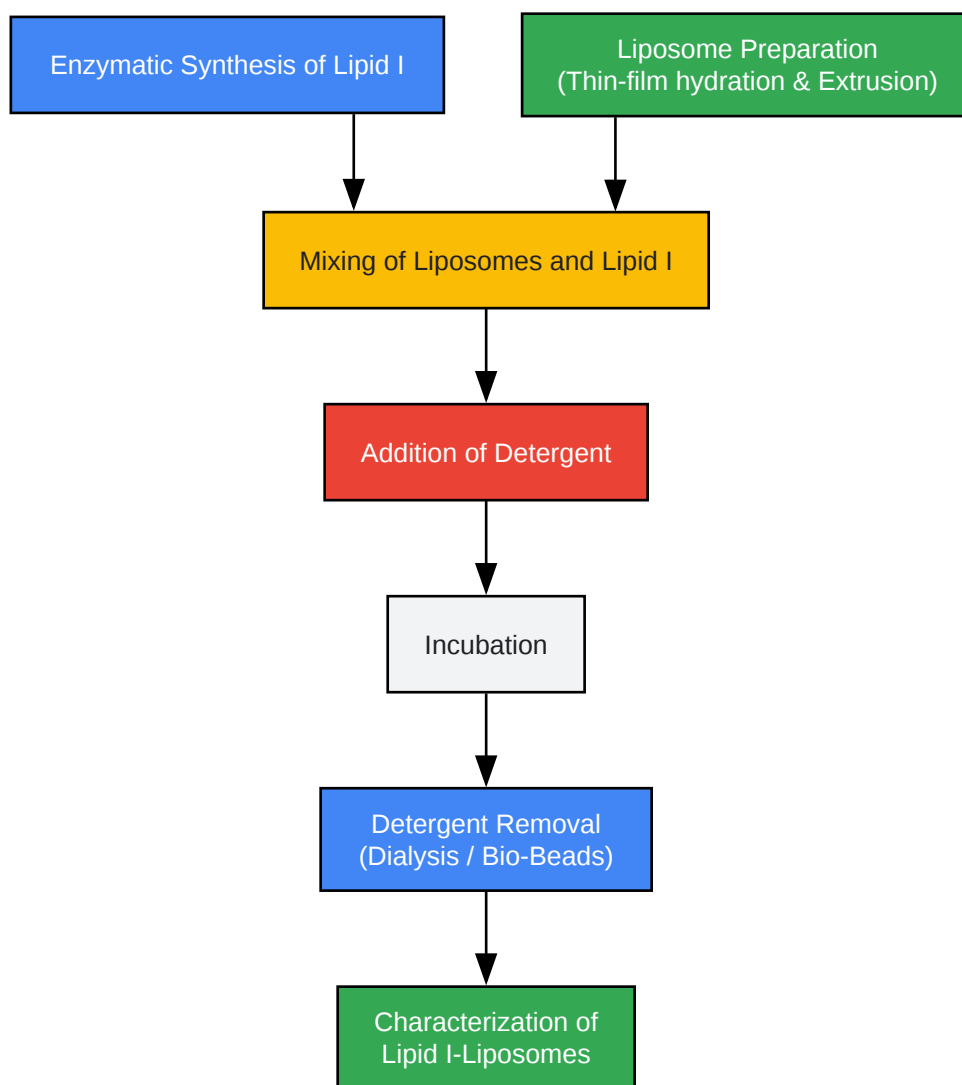 Enzymatic Synthesis of Lipid I
Liposome Preparation
(Thin-film hydration & Extrusion)
Mixing of Liposomes and Lipid I
Addition of Detergent
Incubation
Detergent Removal
(Dialysis / Bio-Beads)
Characterization of
Lipid I-Liposomes